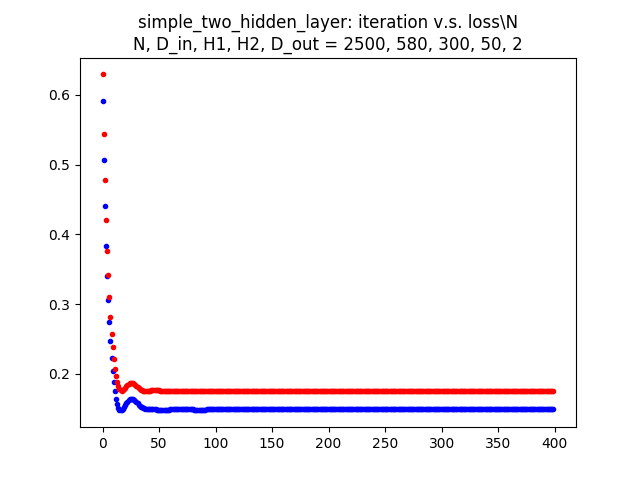 simple_two_hidden_layer: iteration v.s. loss\N
N, D_in, H1, H2, D_out = 2500, 580, 300, 50, 2
0.6
0.5
0.4
0.3
0.2
0 50 100 150 200 250 300 350 400